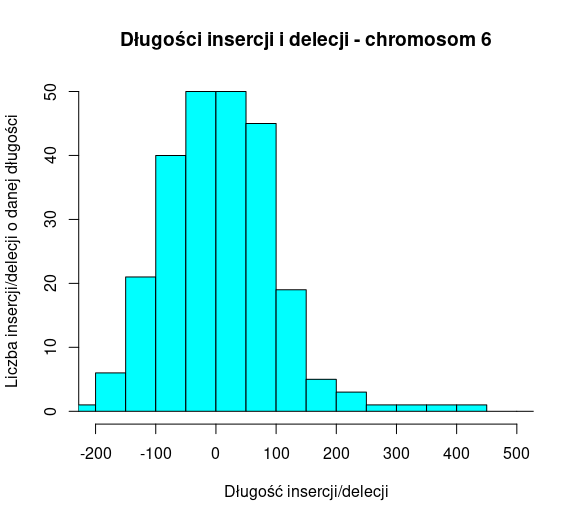 Długości insercji i delecji - chromosom 6
Liczba insercji/delecji o danej długości
50
40
30
20
10
0
-200 -100 0 100 200 300 400 500
Długość insercji/delecji